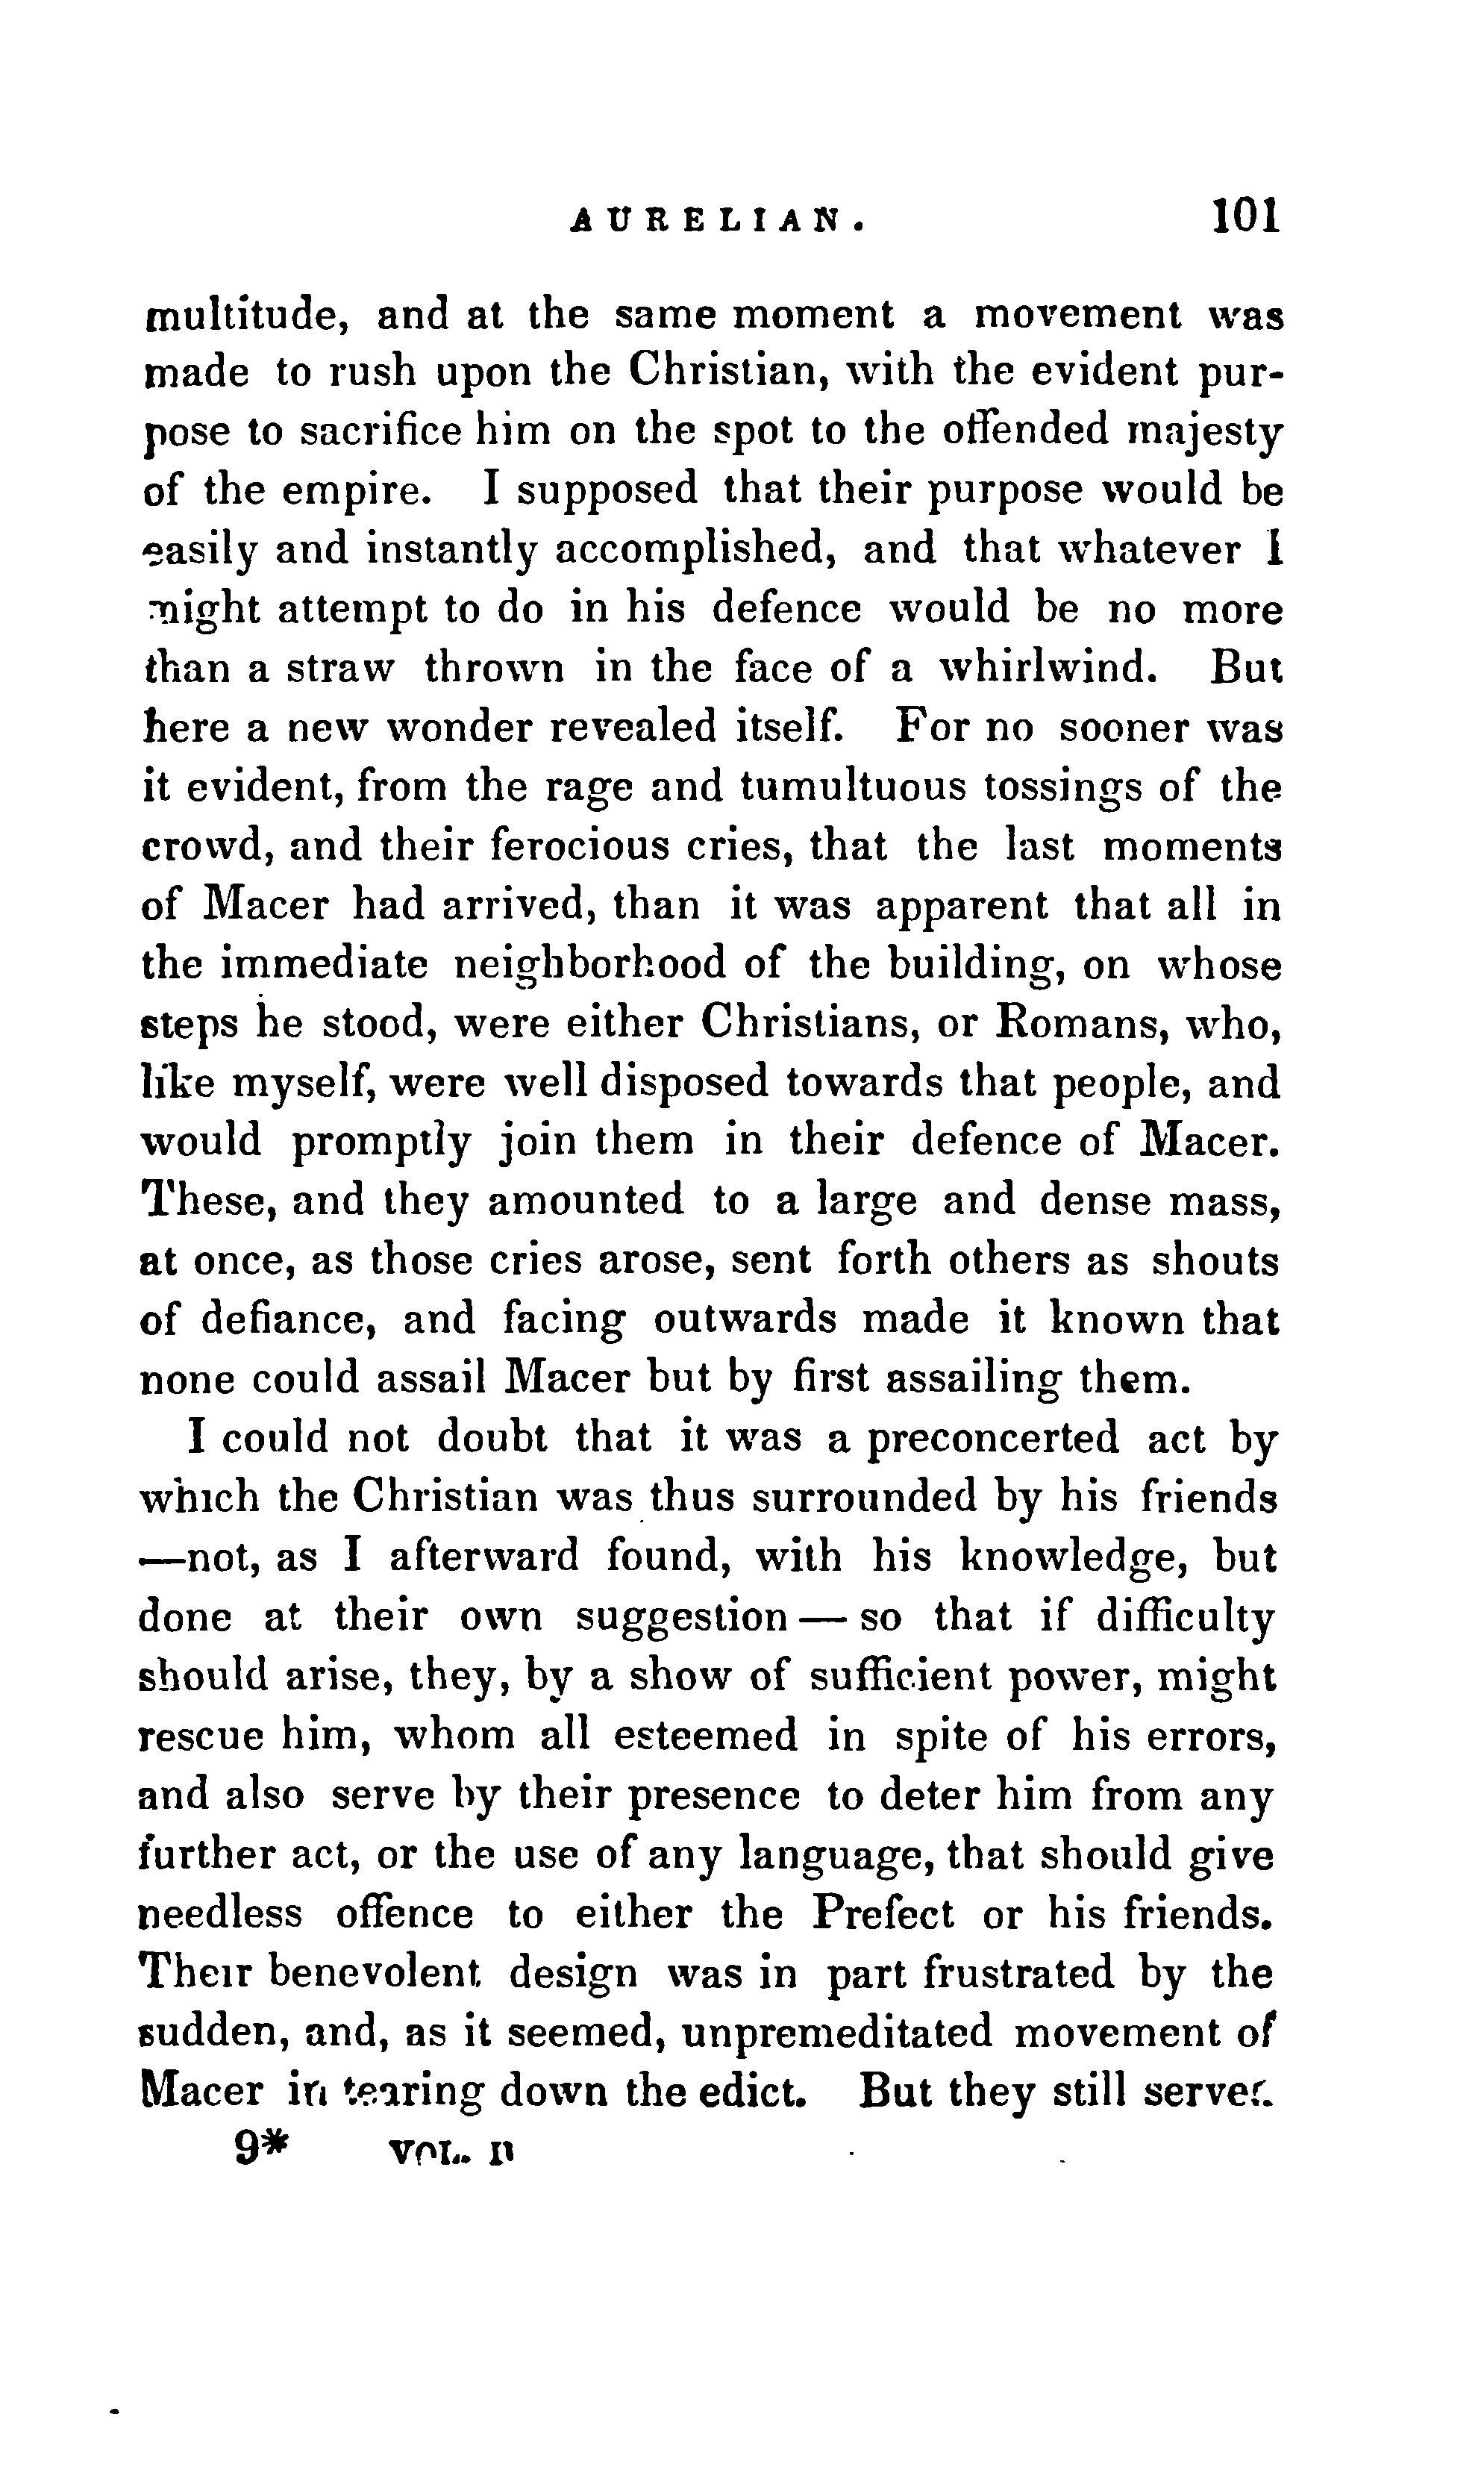 AURELIAN. 101
multitude, and at the same moment a movement was
made to rush upon the Christian, with the evident pur-
pose to sacrifice him on the spot to the offended majesty
of the empire. I supposed that their purpose would be
easily and instantly accomplished, and that whatever I
might attempt to do in his defence would be no more
than a straw thrown in the face of a whirlwind. But
here a new wonder revealed itself. For no sooner was
it evident, from the rage and tumultuous tossings of the
crowd, and their ferocious cries, that the last moments
of Macer had arrived, than it was apparent that all in
the immediate neighborhood of the building, on whose
steps he stood, were either Christians, or Romans, who,
like myself, were well disposed towards that people, and
would promptly join them in their defence of Macer.
These, and they amounted to a large and dense mass,
at once, as those cries arose, sent forth others as shouts
of defiance, and facing outwards made it known that
none could assail Macer but by first assailing them.
I could not doubt that it was a preconcerted act by
which the Christian was thus surrounded by his friends
—not, as I afterward found, with his knowledge, but
done at their own suggestion — so that if difficulty
should arise, they, by a show of sufficient power, might
rescue him, whom all esteemed in spite of his errors,
and also serve by their presence to deter him from any
further act, or the use of any language, that should give
needless offence to either the Prefect or his friends.
Their benevolent design was in part frustrated by the
sudden, and, as it seemed, unpremeditated movement of
Macer in tearing down the edict. But they still served
9* VOL. II